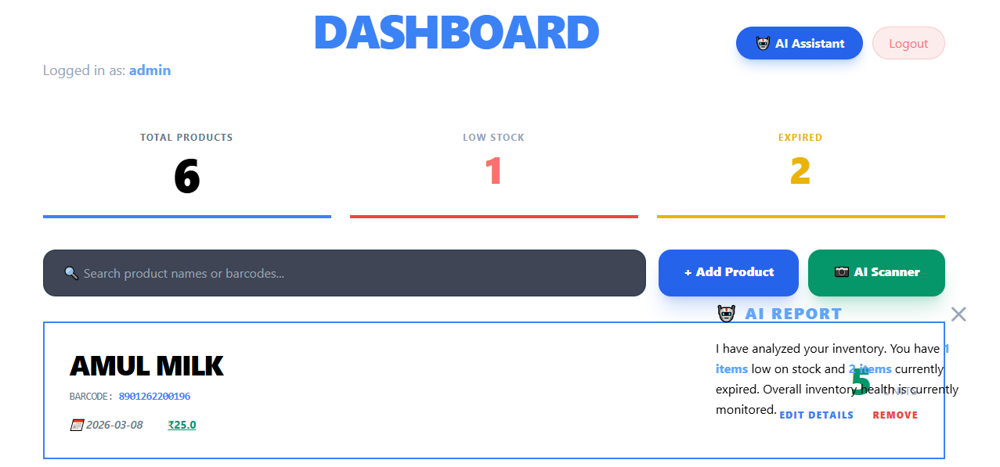 DASHBOARD
AI Assistant
Logout
Logged in as: admin
TOTAL PRODUCTS
6
LOW STOCK
1
EXPIRED
2
Search product names or barcodes...
+ Add Product
AI Scanner
AMUL MILK
BARCODE: 8901262200196
2026-03-08
₹25.0
5 UNITS
EDIT DETAILS
REMOVE
AI REPORT
I have analyzed your inventory. You have 1
items low on stock and 2 items currently
expired. Overall inventory health is currently
monitored.